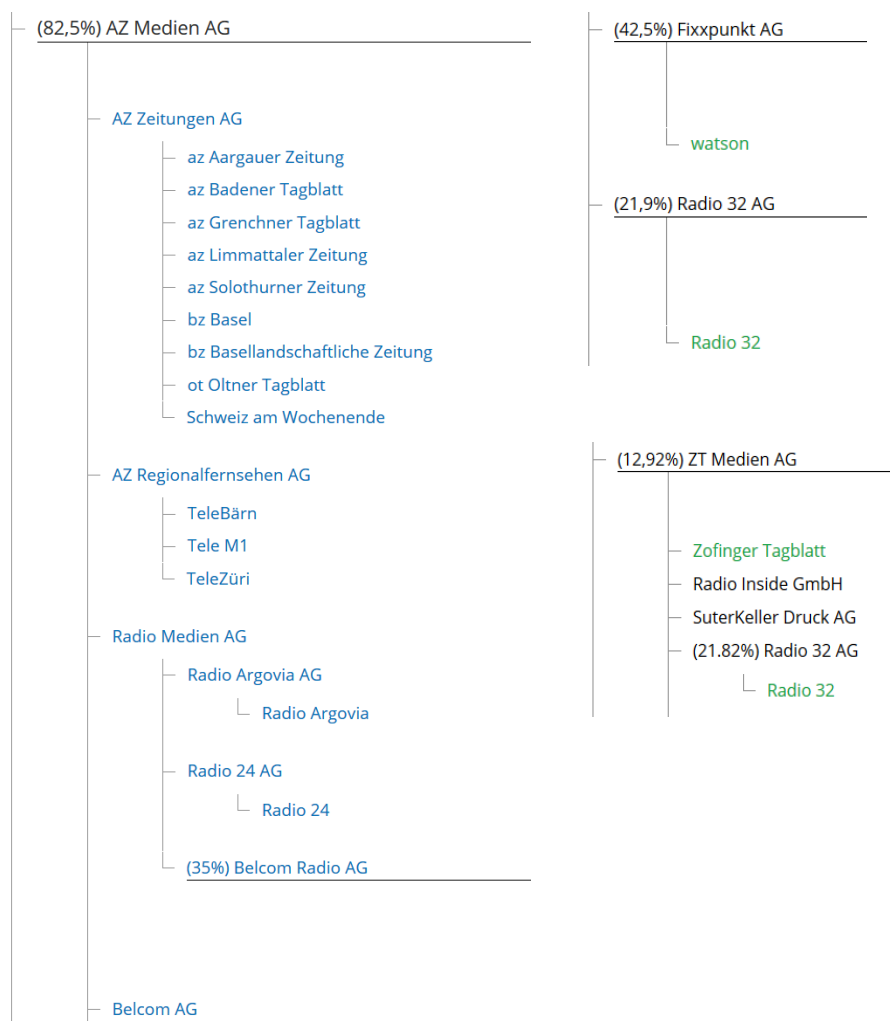 (82,5%) AZ Medien AG
AZ Zeitungen AG
az Aargauer Zeitung
az Badener Tagblatt
az Grenchner Tagblatt
az Limmattaler Zeitung
az Solothurner Zeitung
bz Basel
bz Basellandschaftliche Zeitung
ot Oltner Tagblatt
Schweiz am Wochenende
AZ Regionalfernsehen AG
TeleBärn
Tele M1
TeleZüri
Radio Medien AG
Radio Argovia AG
Radio Argovia
Radio 24 AG
Radio 24
(35%) Belcom Radio AG
Belcom AG
(42,5%) Fixxpunkt AG
watson
(21,9%) Radio 32 AG
Radio 32
(12,92%) ZT Medien AG
Zofinger Tagblatt
Radio Inside GmbH
SuterKeller Druck AG
(21.82%) Radio 32 AG
Radio 32